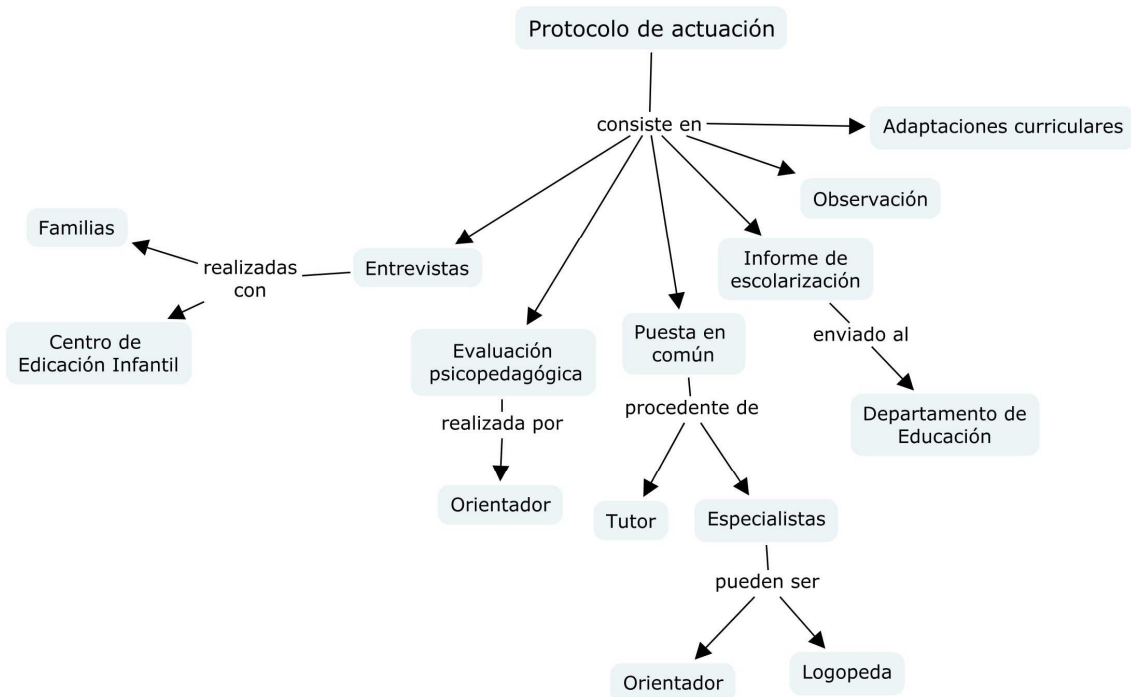 Protocolo de actuación
consiste en
Adaptaciones curriculares
Observación
Familias
realizadas
con
Entrevistas
Informe de
escolarización
Centro de
Edicación Infantil
Evaluación
psicopedagógica
Puesta en
común
enviado al
realizada por
procedente de
Departamento de
Educación
Orientador
Tutor
Especialistas
pueden ser
Orientador
Logopeda